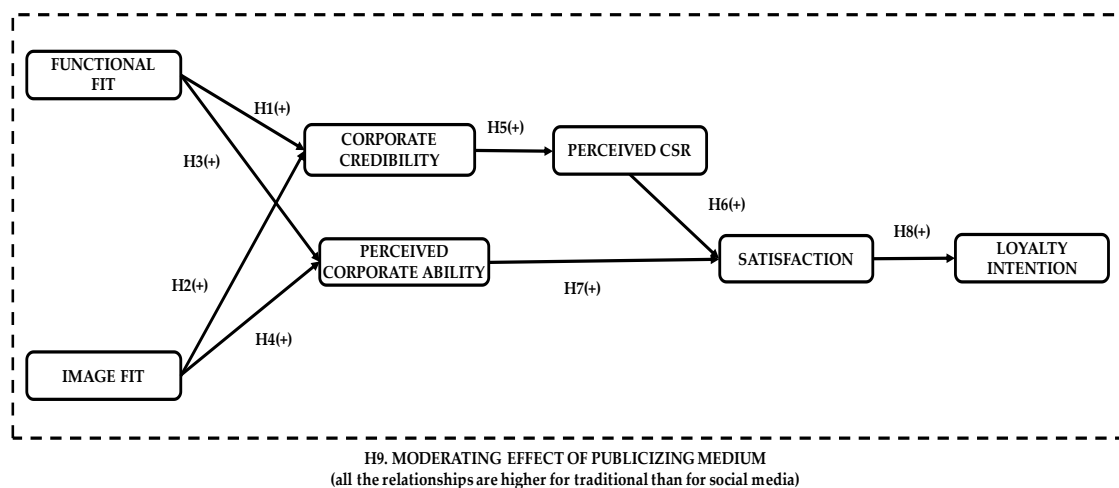 FUNCTIONAL
FIT
H1(+)
H3(+)
CORPORATE
CREDIBILITY
H5(+)
PERCEIVED CSR
H6(+)
PERCEIVED
CORPORATE ABILITY
H7(+)
SATISFACTION
H8(+)
LOYALTY
INTENTION
H2(+)
H4(+)
IMAGE FIT
H9. MODERATING EFFECT OF PUBLICIZING MEDIUM
(all the relationships are higher for traditional than for social media)